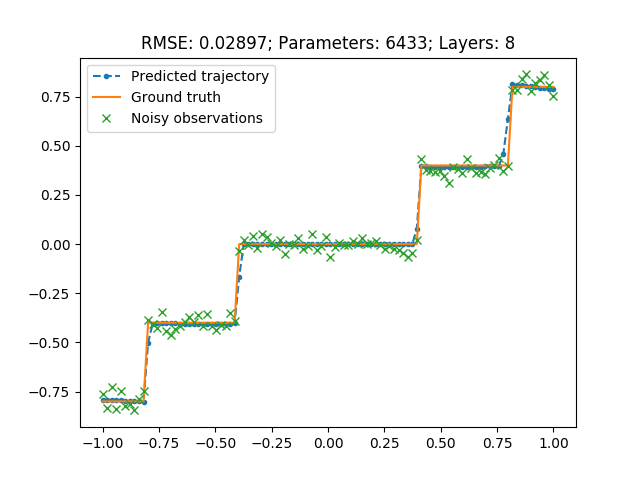 RMSE: 0.02897; Parameters: 6433; Layers: 8
Predicted trajectory
Ground truth
Noisy observations
0.75
0.50
0.25
0.00
−0.25
−0.50
−0.75
−1.00 −0.75 −0.50 −0.25 0.00 0.25 0.50 0.75 1.00